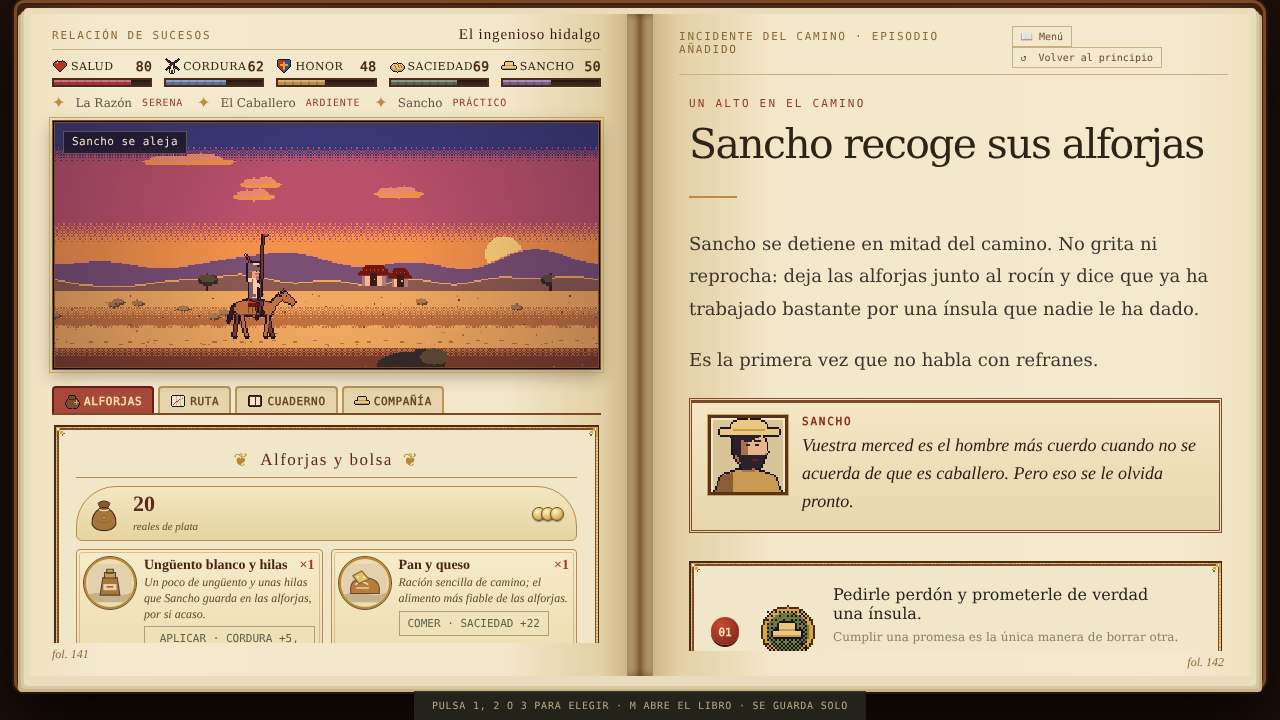 RELACIÓN DE SUCESOS
El ingenioso hidalgo
SALUD 80
CORDURA 62
HONOR 48
SACIEDAD 69
SANCHO 50
La Razón SERENA
El Caballero ARDIENTE
Sancho PRÁCTICO
Sancho se aleja
ALFORJAS
RUTA
CUADERNO
COMPAÑÍA
Alforjas y bolsa
20
reales de plata
Ungüento blanco y hilas ×1
Un poco de ungüento y unas hilas
que Sancho guarda en las alforjas,
por si acaso.
APLICAR · CORDURA +5,
Pan y queso ×1
Ración sencilla de camino; el
alimento más fiable de las alforjas.
COMER · SACIEDAD +22
fol. 141
INCIDENTE DEL CAMINO · EPISODIO
AÑADIDO
Menú
↺ Volver al principio
UN ALTO EN EL CAMINO
Sancho recoge sus alforjas
Sancho se detiene en mitad del camino. No grita ni
reprocha: deja las alforjas junto al rocín y dice que ya ha
trabajado bastante por una ínsula que nadie le ha dado.
Es la primera vez que no habla con refranes.
SANCHO
Vuestra merced es el hombre más cuerdo cuando no se
acuerda de que es caballero. Pero eso se le olvida
pronto.
01
Pedirle perdón y prometerle de verdad
una ínsula.
Cumplir una promesa es la única manera de borrar otra.
fol. 142
PULSA 1, 2 O 3 PARA ELEGIR · M ABRE EL LIBRO · SE GUARDA SOLO